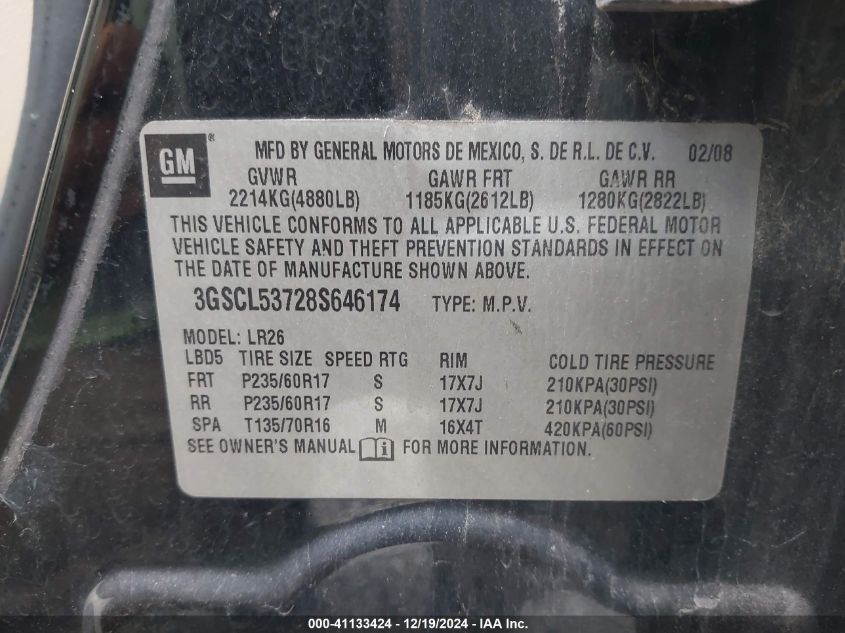 GM ® MFD BY GENERAL MOTORS DE MEXICO, S. DE R.L. DE C.V. 02/08
GVWR GAWR FRT GAWR RR
2214KG(4880LB) 1185KG(2612LB) 1280KG(2822LB)
THIS VEHICLE CONFORMS TO ALL APPLICABLE U.S. FEDERAL MOTOR
VEHICLE SAFETY AND THEFT PREVENTION STANDARDS IN EFFECT ON
THE DATE OF MANUFACTURE SHOWN ABOVE.
3GSCL53728S646174 TYPE: M.P.V.
MODEL: LR26
LBD5 TIRE SIZE SPEED RTG RIM COLD TIRE PRESSURE
FRT P235/60R17 S 17X7J 210KPA(30PSI)
RR P235/60R17 S 17X7J 210KPA(30PSI)
SPA T135/70R16 M 16X4T 420KPA(60PSI)
SEE OWNER'S MANUAL i FOR MORE INFORMATION.
000-41133424 - 12/19/2024 - IAA Inc.